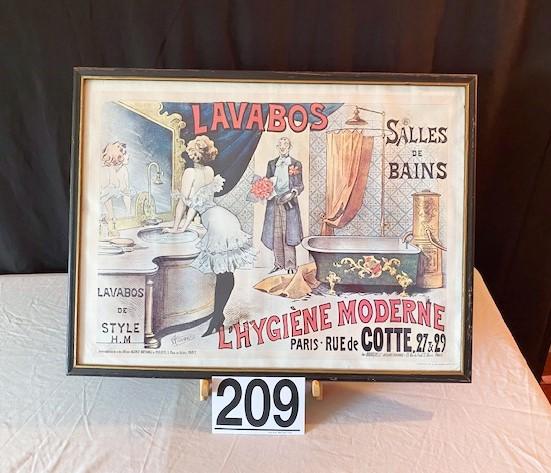 LAVABOS
SALLES
DE
BAINS
LAVABOS
DE
STYLE
H.M
L'HYGIÈNE MODERNE
PARIS - RUE de COTTE, 27 & 29
209